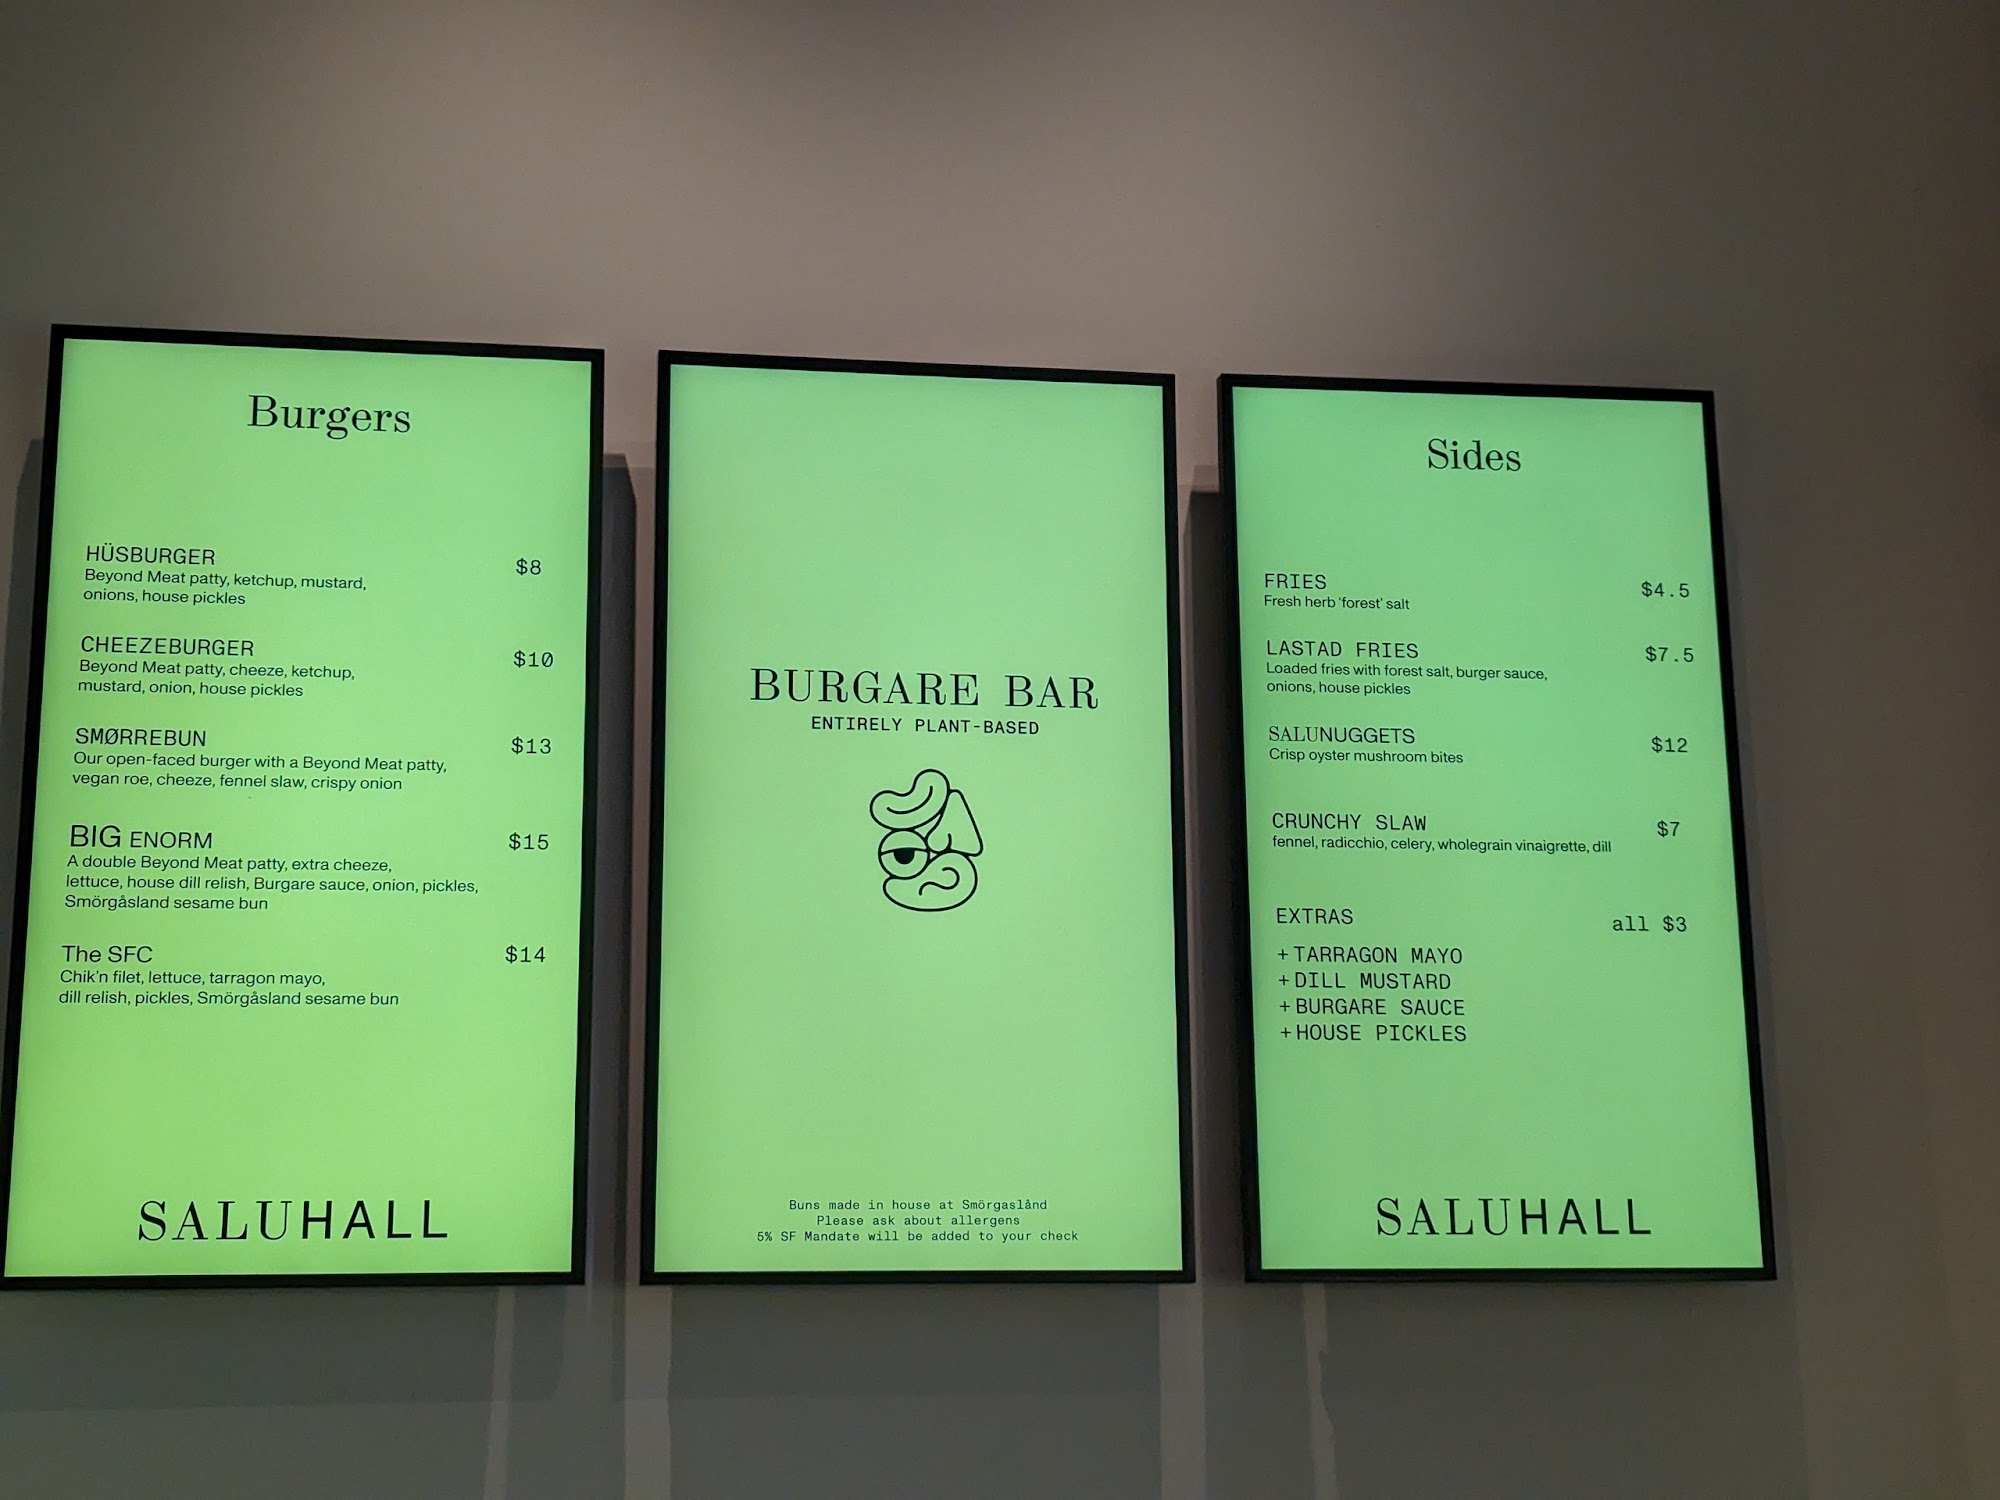 Burgers
HÜSBURGER
$8
Beyond Meat patty, ketchup, mustard,
onions, house pickles
CHEEZEBURGER
$10
Beyond Meat patty, cheeze, ketchup,
mustard, onion, house pickles
SMØRREBUN
$13
Our open-faced burger with a Beyond Meat patty,
vegan roe, cheeze, fennel slaw, crispy onion
BIG ENORM
$15
A double Beyond Meat patty, extra cheeze,
lettuce, house dill relish, Burgare sauce, onion, pickles,
Smörgåsland sesame bun
The SFC
$14
Chik'n filet, lettuce, tarragon mayo,
dill relish, pickles, Smörgåsland sesame bun
SALUHALL
BURGARE BAR
ENTIRELY PLANT-BASED
Buns made in house at Smörgaslånd
Please ask about allergens
5% SF Mandate will be added to your check
Sides
FRIES
$4.5
Fresh herb 'forest' salt
LASTAD FRIES
$7.5
Loaded fries with forest salt, burger sauce,
onions, house pickles
SALUNUGGETS
$12
Crisp oyster mushroom bites
CRUNCHY SLAW
$7
fennel, radicchio, celery, wholegrain vinaigrette, dill
EXTRAS
all $3
+TARRAGON MAYO
+DILL MUSTARD
+BURGARE SAUCE
+HOUSE PICKLES
SALUHALL